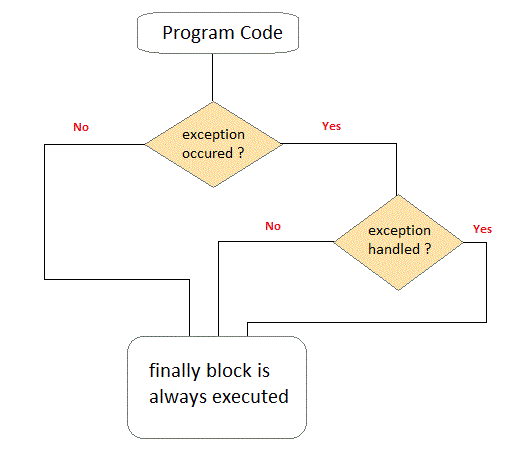 Program Code
No
Yes
exception
occured ?
No
Yes
exception
handled ?
finally block is
always executed